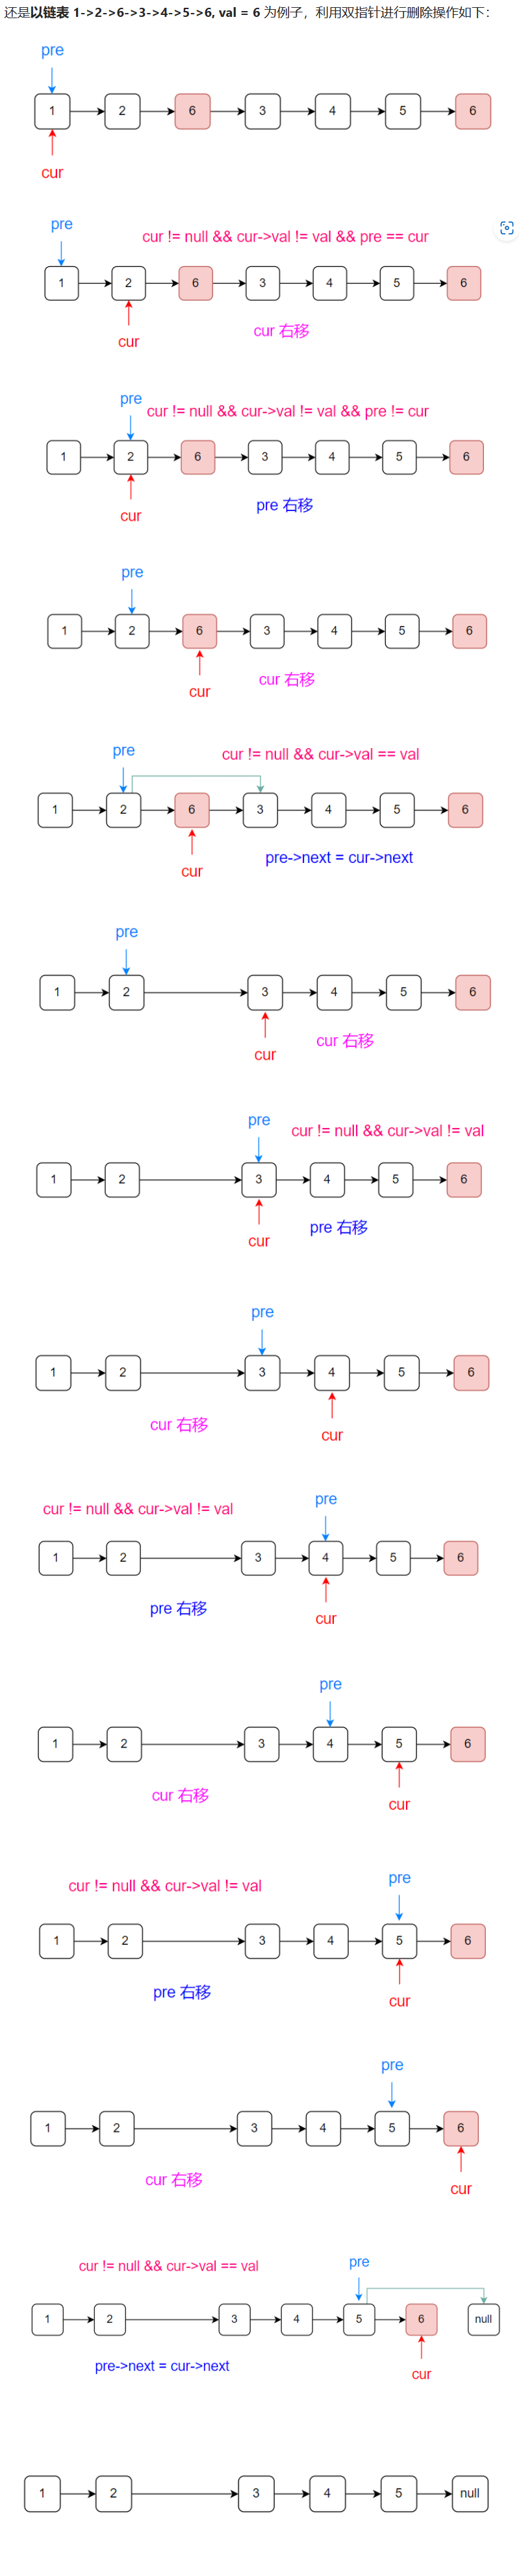 还是以链表 1->2->6->3->4->5->6, val = 6 为例子，利用双指针进行删除操作如下：
pre
1 2 6 3 4 5 6
cur
pre
cur != null && cur->val != val && pre == cur
1 2 6 3 4 5 6
cur 右移
cur
pre
cur != null && cur->val != val && pre != cur
1 2 6 3 4 5 6
pre 右移
cur
pre
1 2 6 3 4 5 6
cur 右移
cur
pre
cur != null && cur->val == val
1 2 6 3 4 5 6
pre->next = cur->next
cur
pre
1 2 3 4 5 6
cur 右移
cur
pre
cur != null && cur->val != val
1 2 3 4 5 6
pre 右移
cur
pre
1 2 3 4 5 6
cur 右移
cur
pre
cur != null && cur->val != val
1 2 3 4 5 6
pre 右移
cur
pre
1 2 3 4 5 6
cur 右移
cur
pre
cur != null && cur->val != val
1 2 3 4 5 6
pre 右移
cur
pre
1 2 3 4 5 6
cur 右移
cur
pre
cur != null && cur->val == val
1 2 3 4 5 6 null
pre->next = cur->next
cur
1 2 3 4 5 null